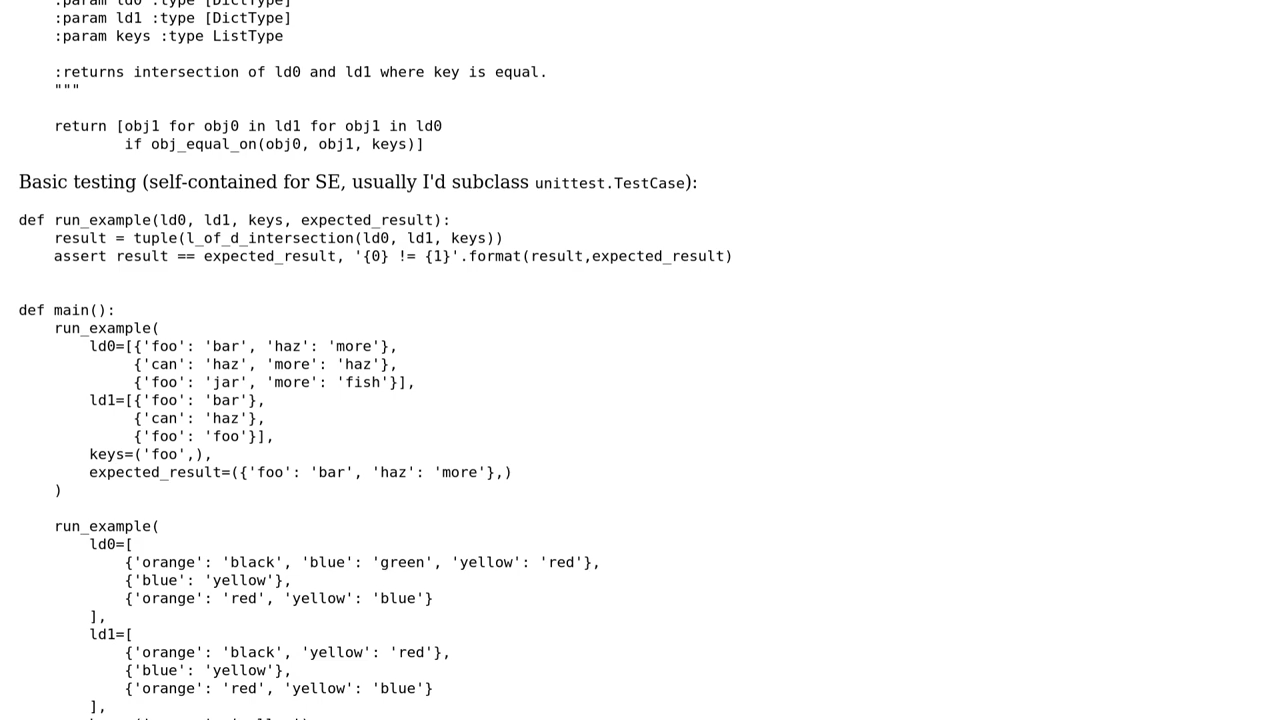 :param ld0 :type [DictType]
:param ld1 :type [DictType]
:param keys :type ListType
:returns intersection of ld0 and ld1 where key is equal.
"""
return [obj1 for obj0 in ld1 for obj1 in ld0
if obj_equal_on(obj0, obj1, keys)]
Basic testing (self-contained for SE, usually I'd subclass unittest.TestCase):
def run_example(ld0, ld1, keys, expected_result):
result = tuple(l_of_d_intersection(ld0, ld1, keys))
assert result == expected_result, '{0} != {1}'.format(result,expected_result)
def main():
run_example(
ld0=[{'foo': 'bar', 'haz': 'more'},
{'can': 'haz', 'more': 'haz'},
{'foo': 'jar', 'more': 'fish'}],
ld1=[{'foo': 'bar'},
{'can': 'haz'},
{'foo': 'foo'}],
keys=('foo',),
expected_result=({'foo': 'bar', 'haz': 'more'},)
)
run_example(
ld0=[
{'orange': 'black', 'blue': 'green', 'yellow': 'red'},
{'blue': 'yellow'},
{'orange': 'red', 'yellow': 'blue'}
],
ld1=[
{'orange': 'black', 'yellow': 'red'},
{'blue': 'yellow'},
{'orange': 'red', 'yellow': 'blue'}
],